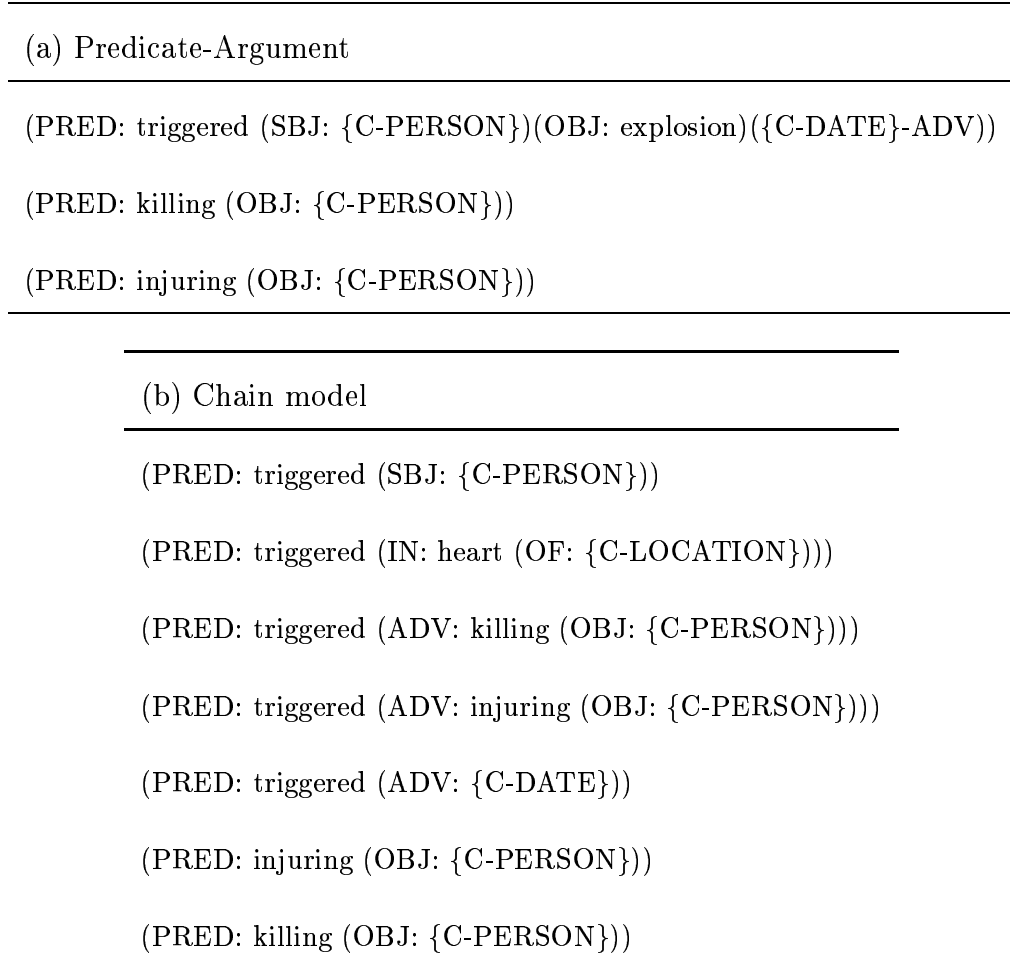 (a) Predicate-Argument
(PRED: triggered (SBJ: {C-PERSON})(OBJ: explosion)({C-DATE}-ADV))
(PRED: killing (OBJ: {C-PERSON}))
(PRED: injuring (OBJ: {C-PERSON}))
(b) Chain model
(PRED: triggered (SBJ: {C-PERSON}))
(PRED: triggered (IN: heart (OF: {C-LOCATION})))
(PRED: triggered (ADV: killing (OBJ: {C-PERSON})))
(PRED: triggered (ADV: injuring (OBJ: {C-PERSON})))
(PRED: triggered (ADV: {C-DATE}))
(PRED: injuring (OBJ: {C-PERSON}))
(PRED: killing (OBJ: {C-PERSON}))